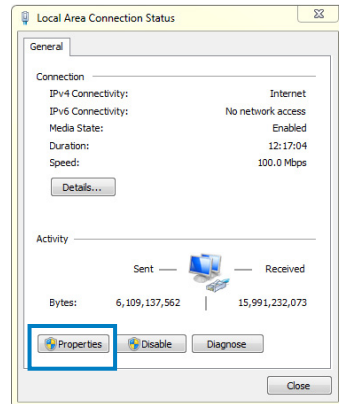 Local Area Connection Status
General
Connection
IPv4 Connectivity: Internet
IPv6 Connectivity: No network access
Media State: Enabled
Duration: 12:17:04
Speed: 100.0 Mbps
Details...
Activity
Sent Received
Bytes: 6,109,137,562 15,991,232,073
Properties Disable Diagnose
Close